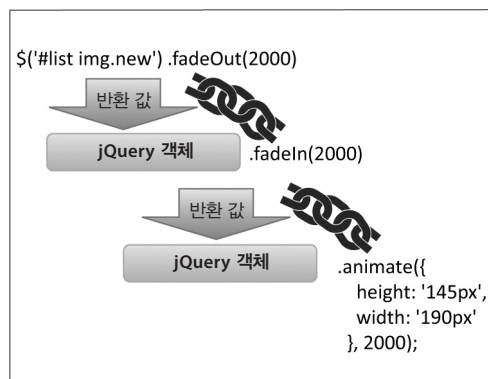 $('#list img.new') .fadeOut(2000)
반환 값
jQuery 객체
.fadeIn(2000)
반환 값
jQuery 객체
.animate({
height: '145px',
width: '190px'
}, 2000);